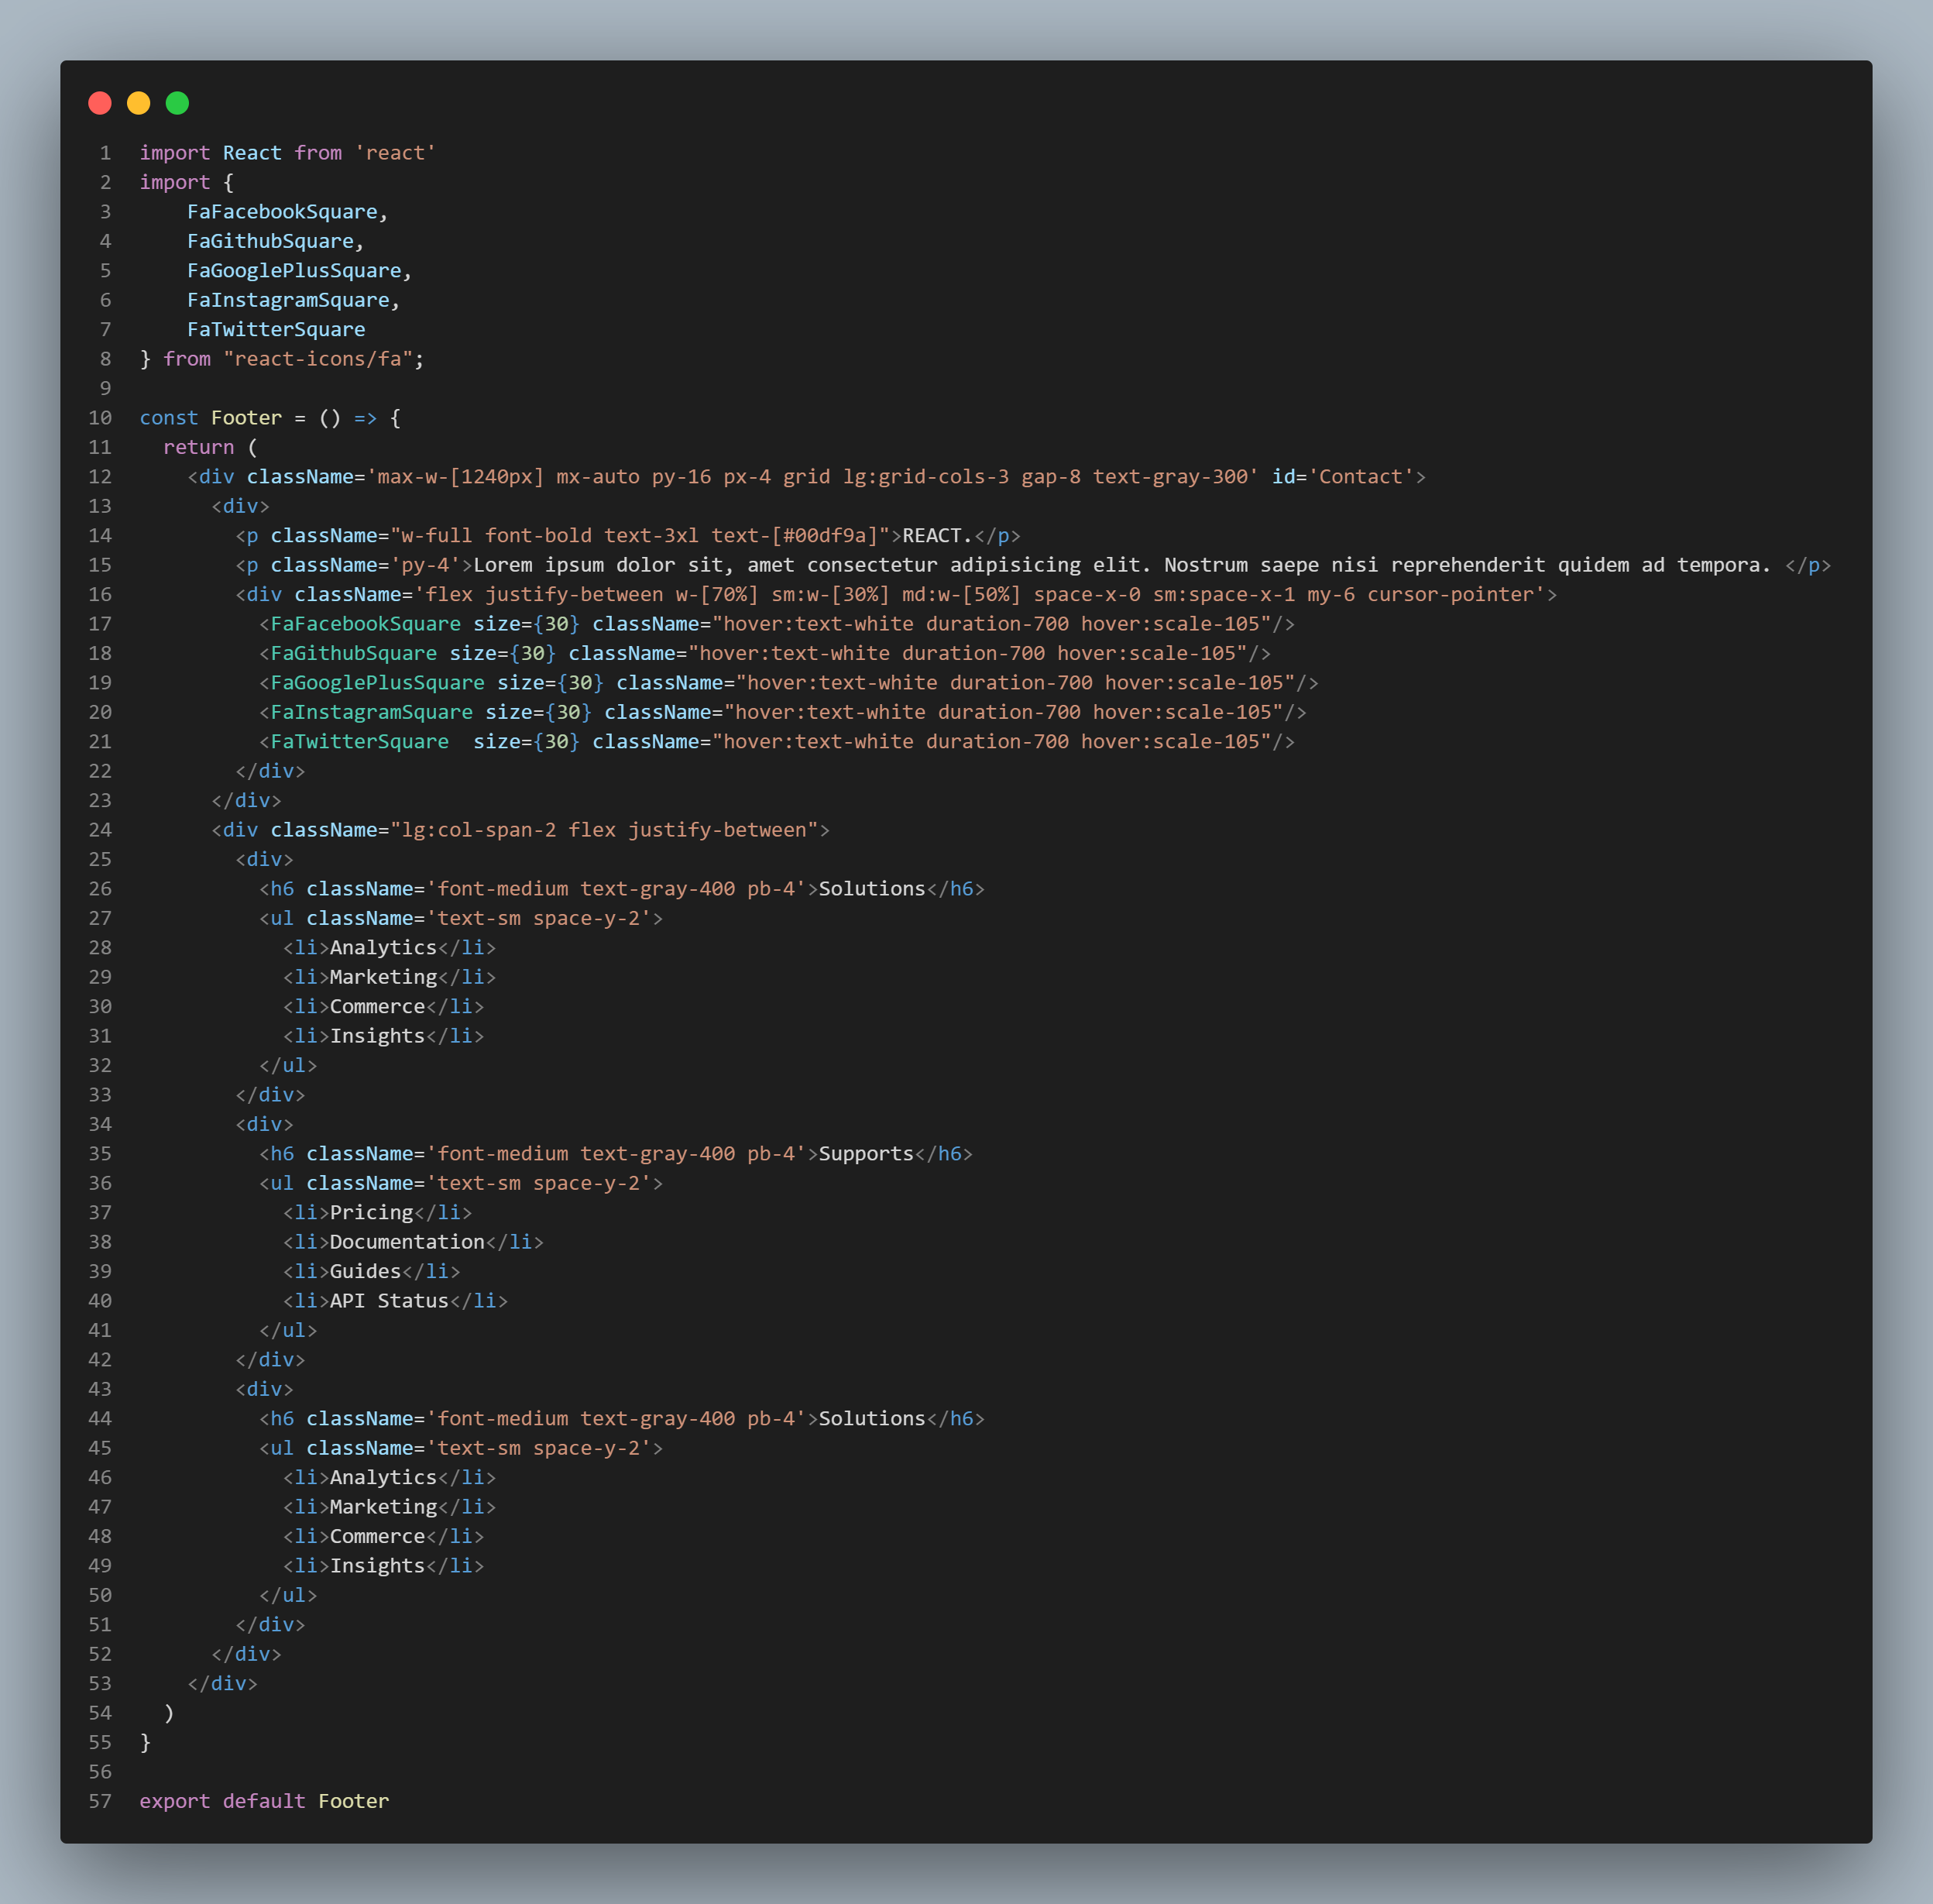 1 import React from 'react'
2 import {
3     FaFacebookSquare,
4     FaGithubSquare,
5     FaGooglePlusSquare,
6     FaInstagramSquare,
7     FaTwitterSquare
8 } from "react-icons/fa";
9
10 const Footer = () => {
11   return (
12     <div className='max-w-[1240px] mx-auto py-16 px-4 grid lg:grid-cols-3 gap-8 text-gray-300' id='Contact'>
13       <div>
14         <p className="w-full font-bold text-3xl text-[#00df9a]">REACT.</p>
15         <p className='py-4'>Lorem ipsum dolor sit, amet consectetur adipisicing elit. Nostrum saepe nisi reprehenderit quidem ad tempora. </p>
16         <div className='flex justify-between w-[70%] sm:w-[30%] md:w-[50%] space-x-0 sm:space-x-1 my-6 cursor-pointer'>
17           <FaFacebookSquare size={30} className="hover:text-white duration-700 hover:scale-105"/>
18           <FaGithubSquare size={30} className="hover:text-white duration-700 hover:scale-105"/>
19           <FaGooglePlusSquare size={30} className="hover:text-white duration-700 hover:scale-105"/>
20           <FaInstagramSquare size={30} className="hover:text-white duration-700 hover:scale-105"/>
21           <FaTwitterSquare  size={30} className="hover:text-white duration-700 hover:scale-105"/>
22         </div>
23       </div>
24       <div className="lg:col-span-2 flex justify-between">
25         <div>
26           <h6 className='font-medium text-gray-400 pb-4'>Solutions</h6>
27           <ul className='text-sm space-y-2'>
28             <li>Analytics</li>
29             <li>Marketing</li>
30             <li>Commerce</li>
31             <li>Insights</li>
32           </ul>
33         </div>
34         <div>
35           <h6 className='font-medium text-gray-400 pb-4'>Supports</h6>
36           <ul className='text-sm space-y-2'>
37             <li>Pricing</li>
38             <li>Documentation</li>
39             <li>Guides</li>
40             <li>API Status</li>
41           </ul>
42         </div>
43         <div>
44           <h6 className='font-medium text-gray-400 pb-4'>Solutions</h6>
45           <ul className='text-sm space-y-2'>
46             <li>Analytics</li>
47             <li>Marketing</li>
48             <li>Commerce</li>
49             <li>Insights</li>
50           </ul>
51         </div>
52       </div>
53     </div>
54   )
55 }
56
57 export default Footer